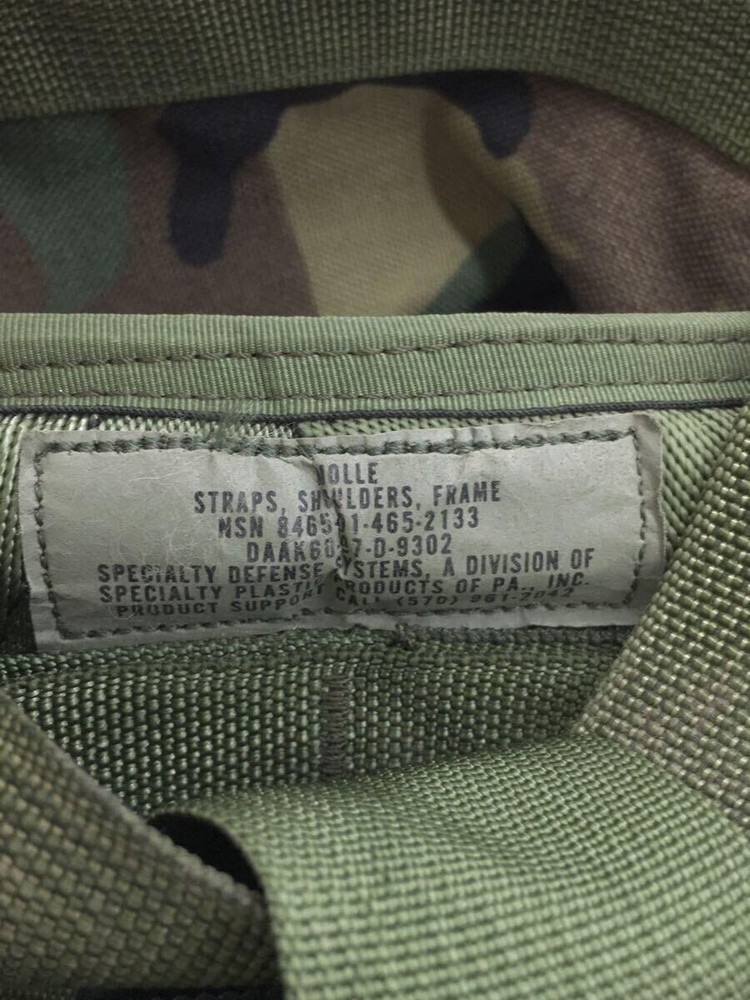 MOLLE
STRAPS, SHOULDERS, FRAME
NSN 8465-01-465-2133
DAAK60-97-D-9302
SPECIALTY DEFENSE SYSTEMS, A DIVISION OF
SPECIALTY PLASTIC PRODUCTS OF PA., INC.
PRODUCT SUPPORT CALL (570) 961-2042